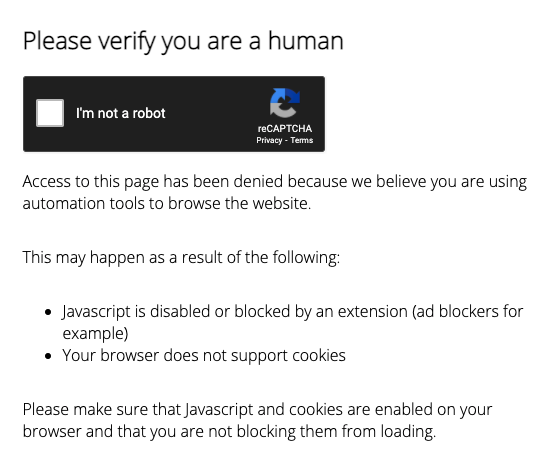 Please verify you are a human
I'm not a robot
reCAPTCHA
Privacy - Terms
Access to this page has been denied because we believe you are using
automation tools to browse the website.
This may happen as a result of the following:
• Javascript is disabled or blocked by an extension (ad blockers for
example)
• Your browser does not support cookies
Please make sure that Javascript and cookies are enabled on your
browser and that you are not blocking them from loading.